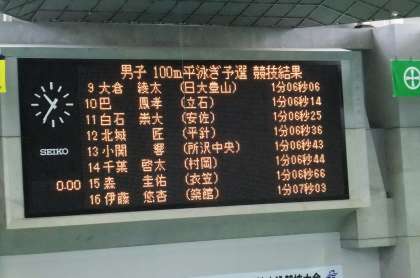 男子 100m平泳ぎ予選 競技結果
9 大倉 綾太 (日大豊山) 1分06秒06
10 巴 鳳孝 (立石) 1分06秒14
11 白石 崇大 (安佐) 1分06秒25
12 北城 匠 (平針) 1分06秒36
13 小関 響 (所沢中央) 1分06秒43
14 千葉 啓太 (村岡) 1分06秒44
15 森 圭佑 (衣笠) 1分06秒66
16 伊藤 悠杏 (築館) 1分07秒03
SEIKO
0:00